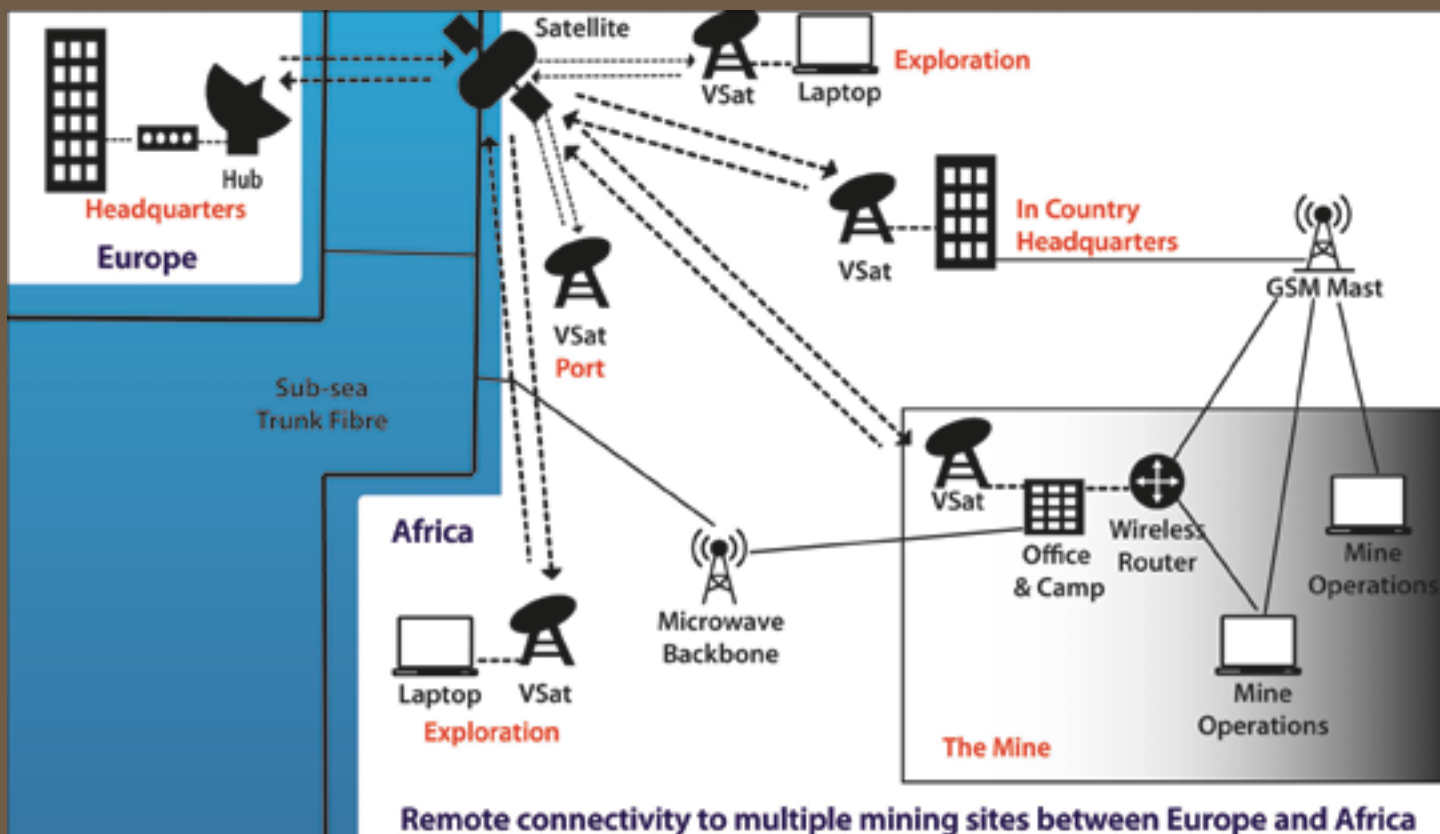 Satellite
VSat
Laptop
Exploration
Hub
Headquarters
Europe
VSat
In Country
Headquarters
GSM Mast
VSat
Port
Sub-sea
Trunk Fibre
Africa
VSat
Office
& Camp
Wireless
Router
Mine
Operations
Mine
Operations
The Mine
Microwave
Backbone
Laptop
VSat
Exploration
Remote connectivity to multiple mining sites between Europe and Africa